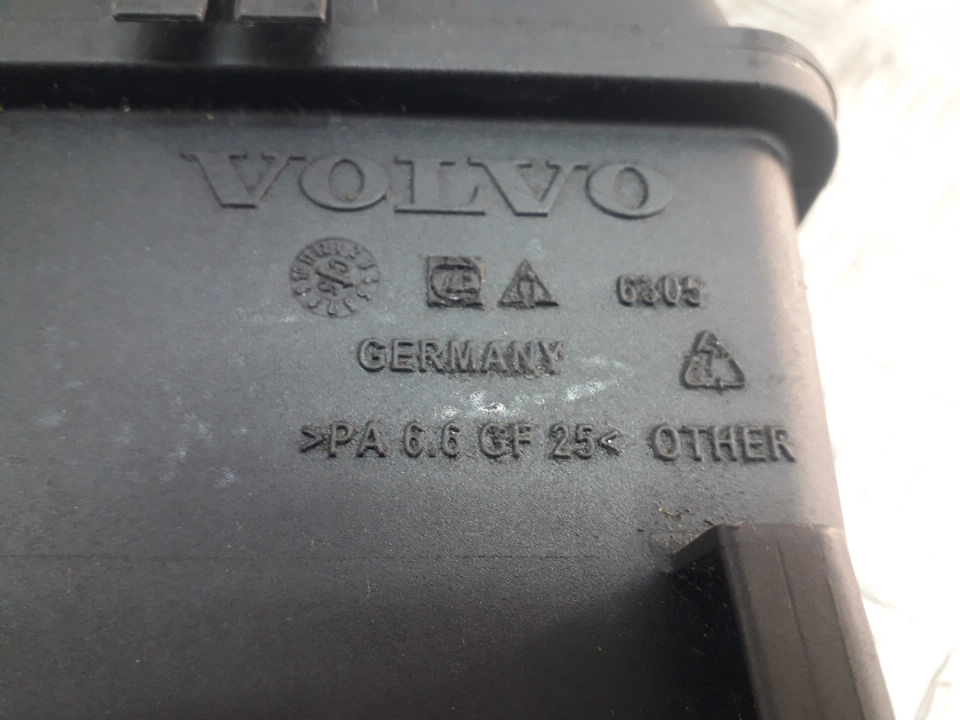 VOLVO
6305
GERMANY
>PA 6.6 GF 25< OTHER